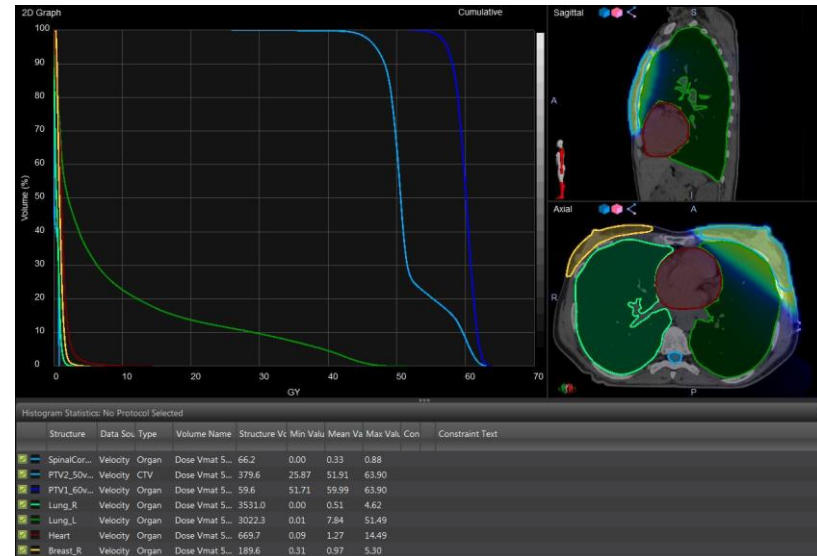 2D Graph Cumulative
Volume (%)
100
90
80
70
60
50
40
30
20
10
0
0 10 20 30 40 50 60 70
GY
Sagittal
S
A
I
Axial
A
R
P
Histogram Statistics: No Protocol Selected
Structure Data Sou Type Volume Name Structure Vc Min Valu Mean Va Max Valu Con Constraint Text
SpinalCor... Velocity Organ Dose Vmat 5... 66.2 0.00 0.33 0.88
PTV2_50v... Velocity CTV Dose Vmat 5... 379.6 25.87 51.91 63.90
PTV1_60v... Velocity Organ Dose Vmat 5... 59.6 51.71 59.99 63.90
Lung_R Velocity Organ Dose Vmat 5... 3531.0 0.00 0.51 4.62
Lung_L Velocity Organ Dose Vmat 5... 3022.3 0.01 7.84 51.49
Heart Velocity Organ Dose Vmat 5... 669.7 0.09 1.27 14.49
Breast_R Velocity Organ Dose Vmat 5... 189.6 0.31 0.97 5.30